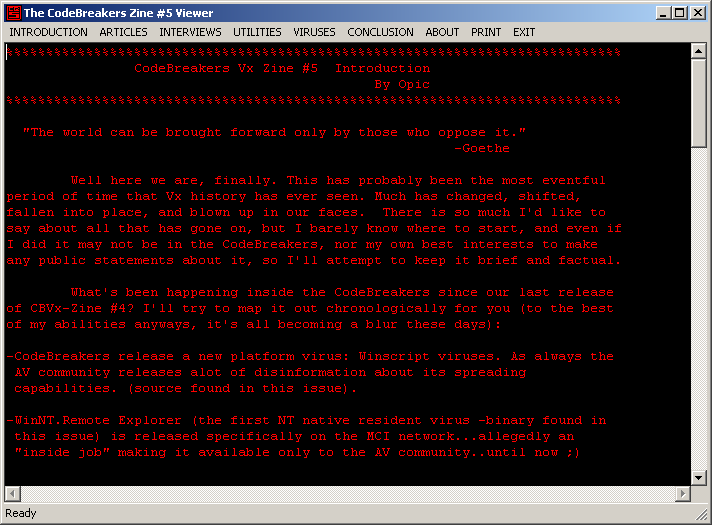 The CodeBreakers Zine #5 Viewer
INTRODUCTION ARTICLES INTERVIEWS UTILITIES VIRUSES CONCLUSION ABOUT PRINT EXIT
%%%%%%%%%%%%%%%%%%%%%%%%%%%%%%%%%%%%%%%%%%%%%%%%%%%%%%%%%%%%%%%%%%%%%%%%%%%%%%%
CodeBreakers Vx Zine #5 Introduction
By Opic
%%%%%%%%%%%%%%%%%%%%%%%%%%%%%%%%%%%%%%%%%%%%%%%%%%%%%%%%%%%%%%%%%%%%%%%%%%%%%%%
"The world can be brought forward only by those who oppose it."
-Goethe
Well here we are, finally. This has probably been the most eventful
period of time that Vx history has ever seen. Much has changed, shifted,
fallen into place, and blown up in our faces. There is so much I'd like to
say about all that has gone on, but I barely know where to start, and even if
I did it may not be in the CodeBreakers, nor my own best interests to make
any public statements about it, so I'll attempt to keep it brief and factual.
What's been happening inside the CodeBreakers since our last release
of CBVx-Zine #4? I'll try to map it out chronologically for you (to the best
of my abilities anyways, it's all becoming a blur these days):
-CodeBreakers release a new platform virus: Winscript viruses. As always the
AV community releases alot of disinformation about its spreading
capabilities. (source found in this issue).
-WinNT.Remote Explorer (the first NT native resident virus -binary found in
this issue) is released specifically on the MCI network...allegedly an
"inside job" making it available only to the AV community..until now ;)
Ready